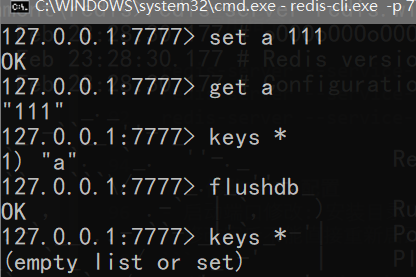 C:\WINDOWS\system32\cmd.exe - redis-cli.exe -p 7
127.0.0.1:7777> set a 111
OK
127.0.0.1:7777> get a
"111"
127.0.0.1:7777> keys *
1) "a"
127.0.0.1:7777> flushdb
OK
127.0.0.1:7777> keys *
(empty list or set)